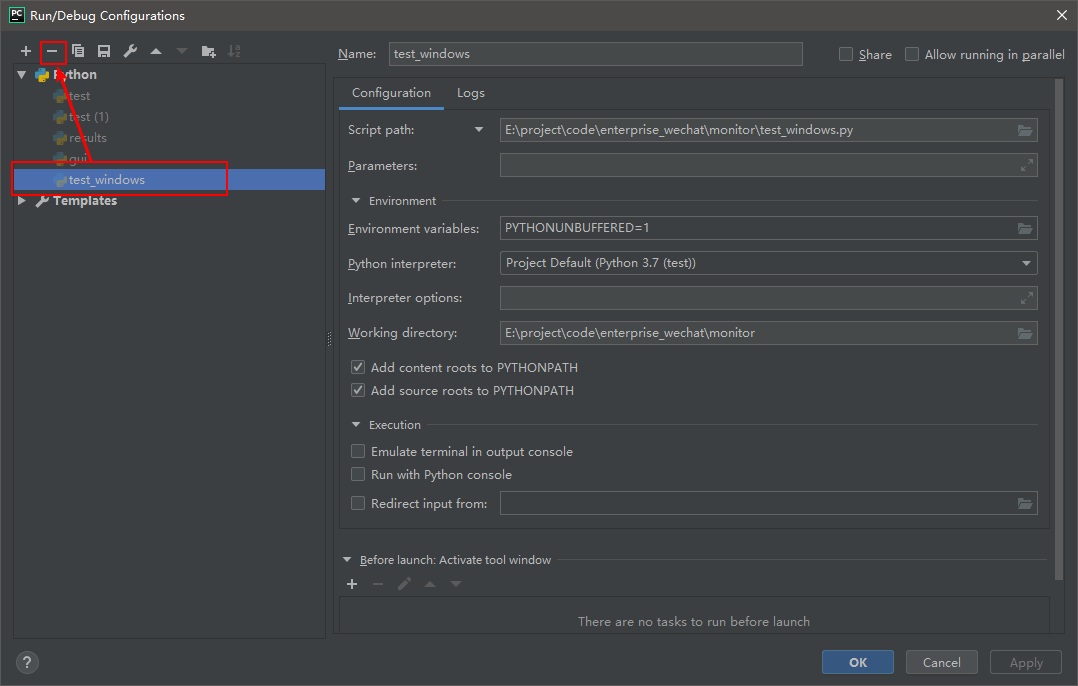 PC Run/Debug Configurations
Name: test_windows Share Allow running in parallel
Python
test
test (1)
results
gui
test_windows
Templates
Configuration Logs
Script path: E:\project\code\enterprise_wechat\monitor\test_windows.py
Parameters:
Environment
Environment variables: PYTHONUNBUFFERED=1
Python interpreter: Project Default (Python 3.7 (test))
Interpreter options:
Working directory: E:\project\code\enterprise_wechat\monitor
Add content roots to PYTHONPATH
Add source roots to PYTHONPATH
Execution
Emulate terminal in output console
Run with Python console
Redirect input from:
Before launch: Activate tool window
There are no tasks to run before launch
? OK Cancel Apply